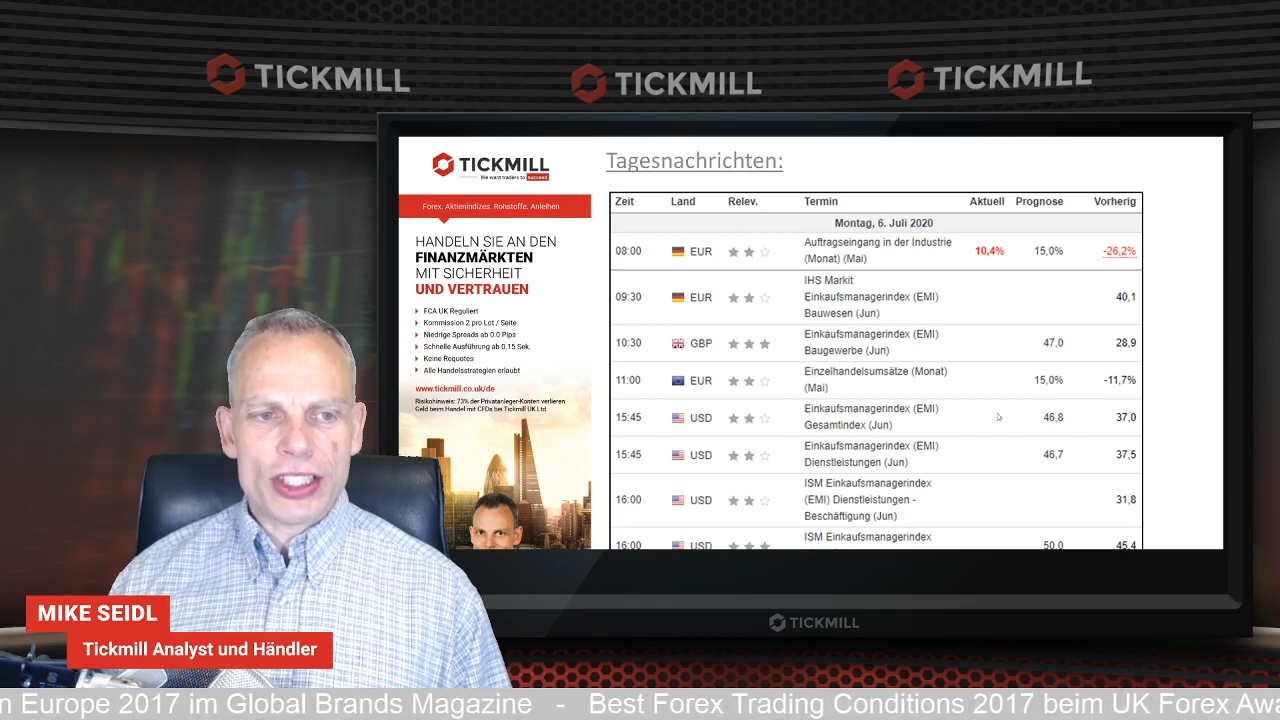 TICKMILL
TICKMILL
TICKMILL
TICKMILL
We want traders to succeed
Forex. Aktienindizes. Rohstoffe. Anleihen
HANDELN SIE AN DEN
FINANZMÄRKTEN
MIT SICHERHEIT
UND VERTRAUEN
FCA UK Reguliert
Kommission 2 pro Lot / Seite
Niedrige Spreads ab 0.0 Pips
Schnelle Ausführung ab 0.15 Sek.
Keine Requotes
Alle Handelsstrategien erlaubt
www.tickmill.co.uk/de
Risikohinweis: 73% der Privatanleger-Konten verlieren
Geld beim Handel mit CFDs bei Tickmill UK Ltd
Tagesnachrichten:
Zeit Land Relev. Termin Aktuell Prognose Vorherig
Montag, 6. Juli 2020
08:00 EUR Auftragseingang in der Industrie 10,4% 15,0% -26,2%
(Monat) (Mai)
IHS Markit
09:30 EUR Einkaufsmanagerindex (EMI) 40,1
Bauwesen (Jun)
10:30 GBP Einkaufsmanagerindex (EMI) 47,0 28,9
Baugewerbe (Jun)
11:00 EUR Einzelhandelsumsätze (Monat) 15,0% -11,7%
(Mai)
15:45 USD Einkaufsmanagerindex (EMI) 46,8 37,0
Gesamtindex (Jun)
15:45 USD Einkaufsmanagerindex (EMI) 46,7 37,5
Dienstleistungen (Jun)
ISM Einkaufsmanagerindex
16:00 USD (EMI) Dienstleistungen - 31,8
Beschäftigung (Jun)
16:00 USD ISM Einkaufsmanagerindex 50,0 45,4
TICKMILL
MIKE SEIDL
Tickmill Analyst und Händler
m Europe 2017 im Global Brands Magazine - Best Forex Trading Conditions 2017 beim UK Forex Awa